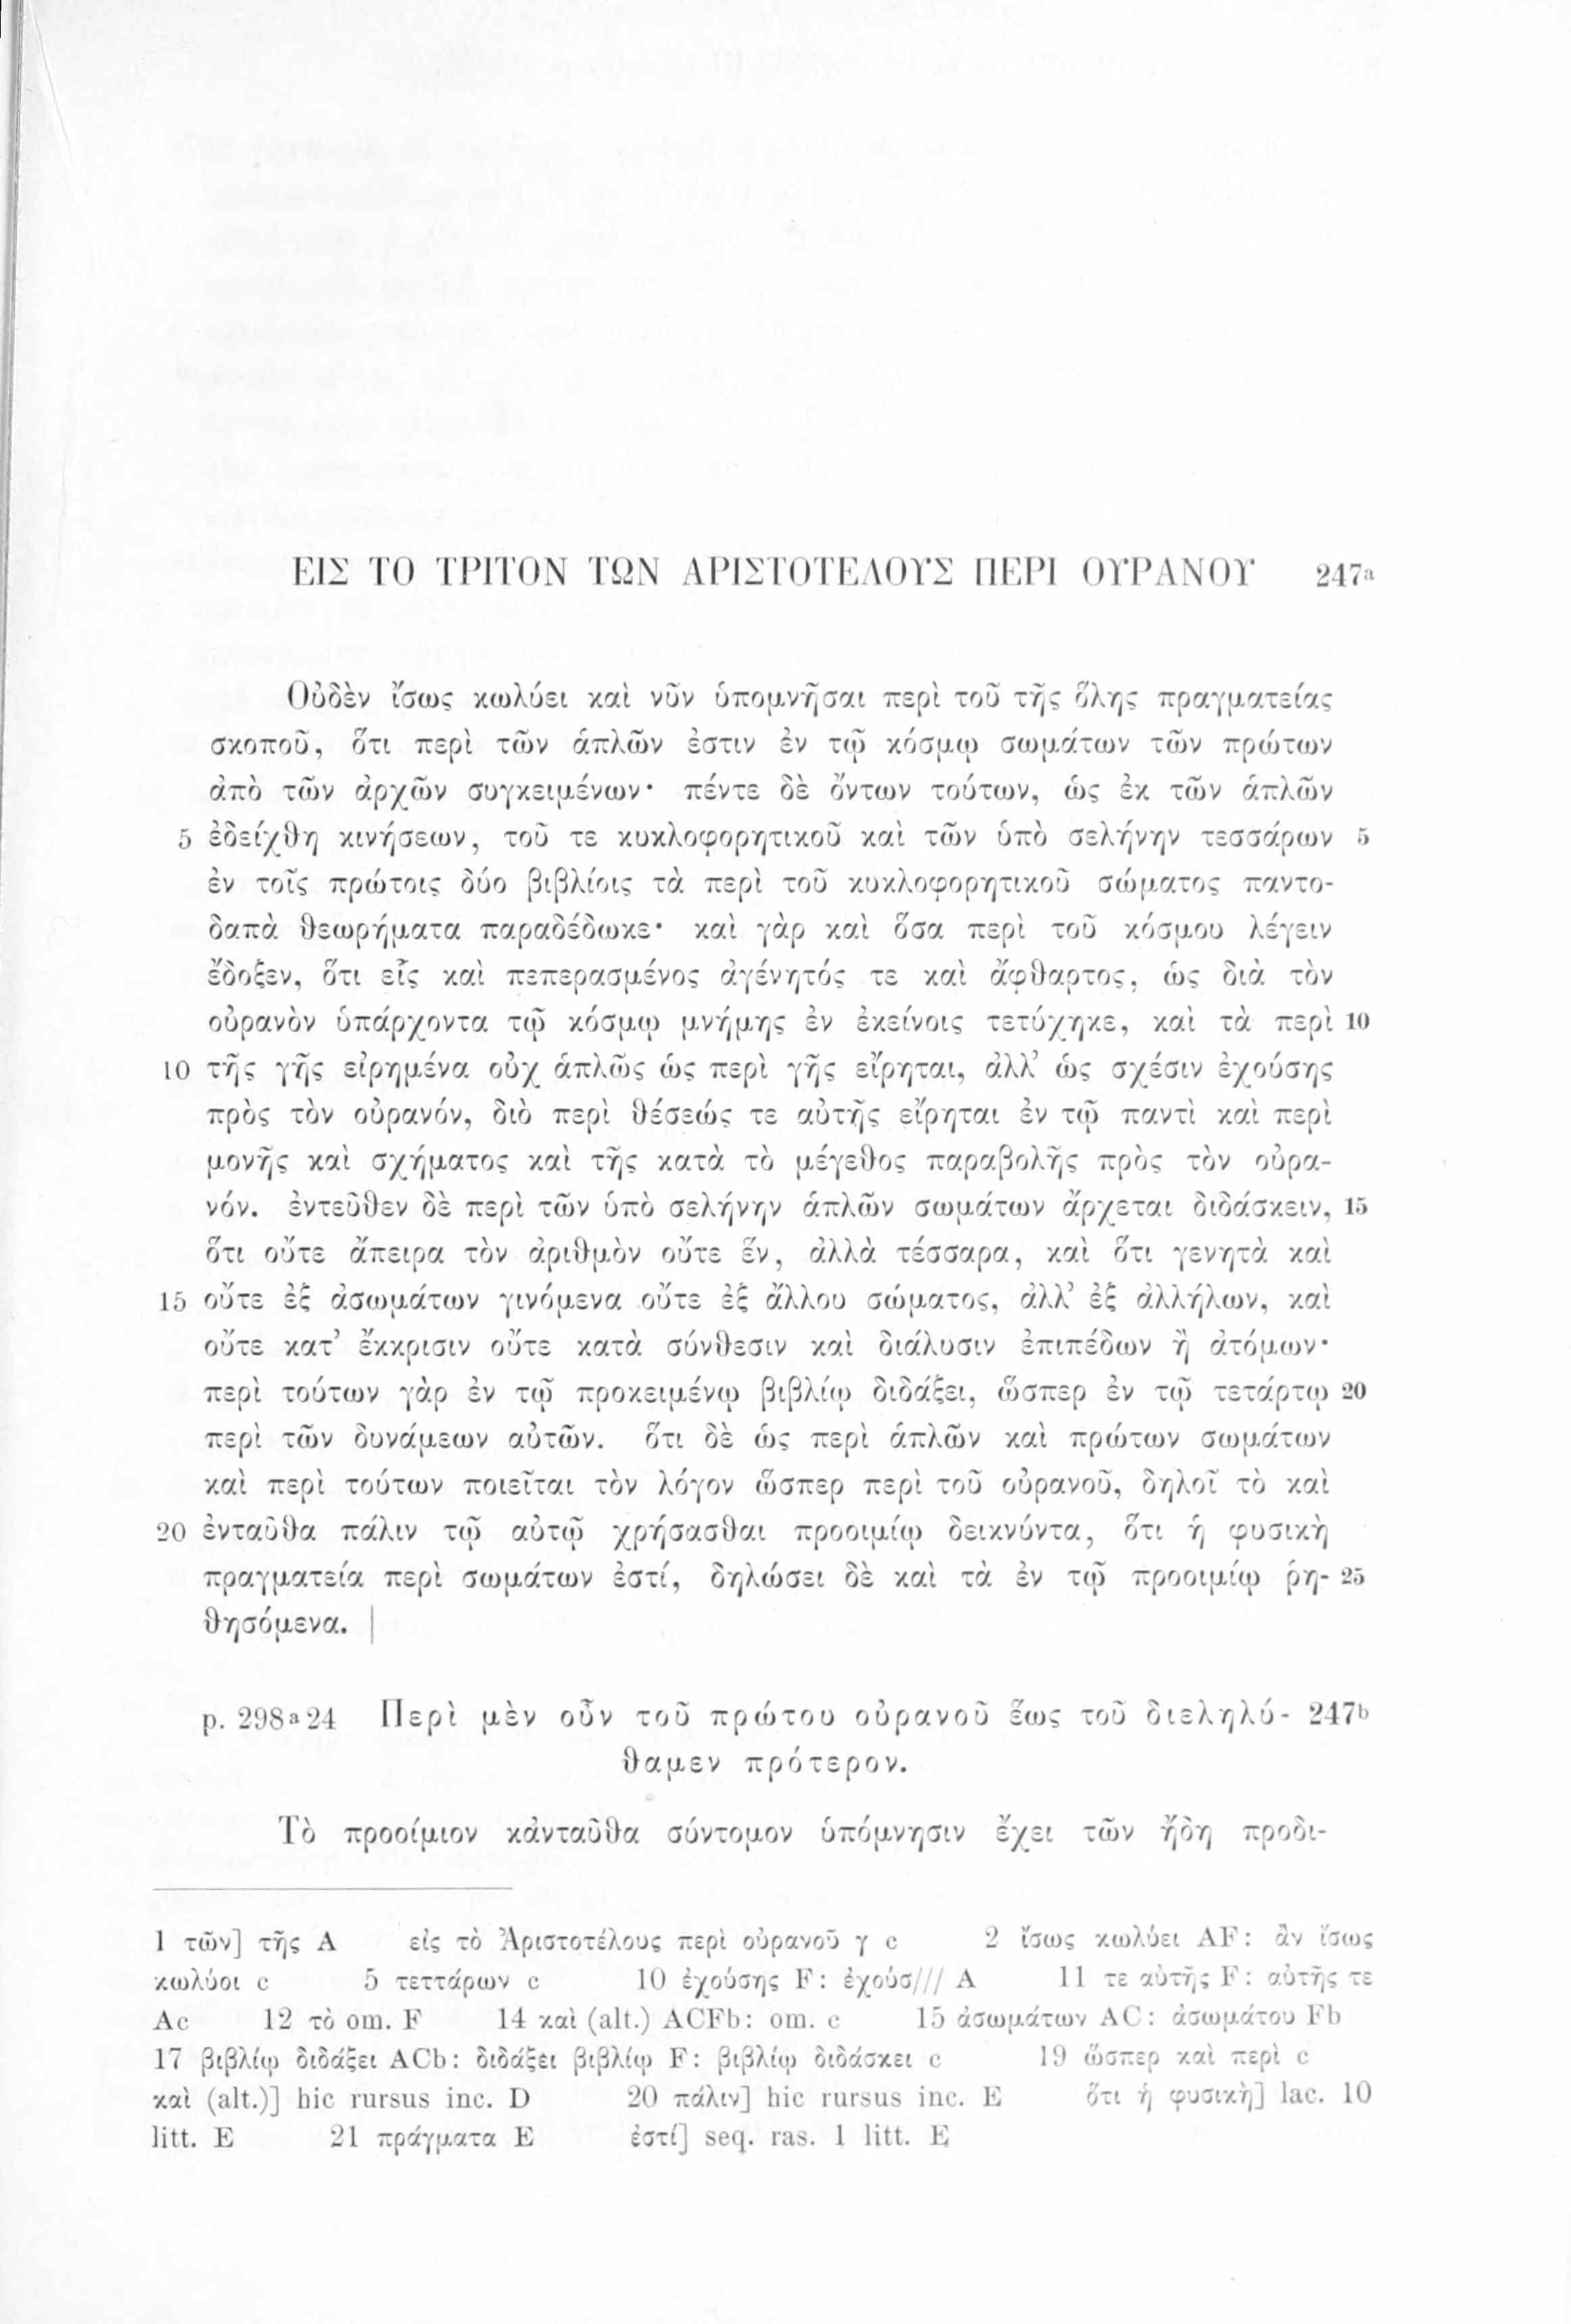 ΕΙΣ ΤΟ ΤΡΙΤΟΝ ΤΩΝ ΑΡΙΣΤΟΤΕΛΟΥΣ ΠΕΡΙ ΟΥΡΑΝΟΥ 247a
Οὐδὲν ἴσως κωλύει καὶ νῦν ὑπομνῆσαι περὶ τοῦ τῆς ὅλης πραγματείας
σκοποῦ, ὅτι περὶ τῶν ἁπλῶν ἐστιν ἐν τῷ κόσμῳ σωμάτων τῶν πρώτων
ἀπὸ τῶν ἀρχῶν συγκειμένων· πέντε δὲ ὄντων τούτων, ὡς ἐκ τῶν ἁπλῶν
5 ἐδείχθη κινήσεων, τοῦ τε κυκλοφορητικοῦ καὶ τῶν ὑπὸ σελήνην τεσσάρων 5
ἐν τοῖς πρώτοις δύο βιβλίοις τὰ περὶ τοῦ κυκλοφορητικοῦ σώματος παντο-
δαπὰ θεωρήματα παραδέδωκε· καὶ γὰρ καὶ ὅσα περὶ τοῦ κόσμου λέγειν
ἔδοξεν, ὅτι εἷς καὶ πεπερασμένος ἀγένητός τε καὶ ἄφθαρτος, ὡς διὰ τὸν
οὐρανὸν ὑπάρχοντα τῷ κόσμῳ μνήμης ἐν ἐκείνοις τετύχηκε, καὶ τὰ περὶ 10
10 τῆς γῆς εἰρημένα οὐχ ἁπλῶς ὡς περὶ γῆς εἴρηται, ἀλλ’ ὡς σχέσιν ἐχούσης
πρὸς τὸν οὐρανόν, διὸ περὶ θέσεώς τε αὐτῆς εἴρηται ἐν τῷ παντὶ καὶ περὶ
μονῆς καὶ σχήματος καὶ τῆς κατὰ τὸ μέγεθος παραβολῆς πρὸς τὸν οὐρα-
νόν. ἐντεῦθεν δὲ περὶ τῶν ὑπὸ σελήνην ἁπλῶν σωμάτων ἄρχεται διδάσκειν, 15
ὅτι οὔτε ἄπειρα τὸν ἀριθμὸν οὔτε ἕν, ἀλλὰ τέσσαρα, καὶ ὅτι γενητὰ καὶ
15 οὔτε ἐξ ἀσωμάτων γινόμενα οὔτε ἐξ ἄλλου σώματος, ἀλλ’ ἐξ ἀλλήλων, καὶ
οὔτε κατ’ ἔκκρισιν οὔτε κατὰ σύνθεσιν καὶ διάλυσιν ἐπιπέδων ἢ ἀτόμων·
περὶ τούτων γὰρ ἐν τῷ προκειμένῳ βιβλίῳ διδάξει, ὥσπερ ἐν τῷ τετάρτῳ 20
περὶ τῶν δυνάμεων αὐτῶν. ὅτι δὲ ὡς περὶ ἁπλῶν καὶ πρώτων σωμάτων
καὶ περὶ τούτων ποιεῖται τὸν λόγον ὥσπερ περὶ τοῦ οὐρανοῦ, δηλοῖ τὸ καὶ
20 ἐνταῦθα πάλιν τῷ αὐτῷ χρήσασθαι προοιμίῳ δεικνύντα, ὅτι ἡ φυσικὴ
πραγματεία περὶ σωμάτων ἐστί, δηλώσει δὲ καὶ τὰ ἐν τῷ προοιμίῳ ῥη- 25
θησόμενα. |
p. 298a24 Περὶ μὲν οὖν τοῦ πρώτου οὐρανοῦ ἕως τοῦ διεληλύ- 247b
θαμεν πρότερον.
Τὸ προοίμιον κἀνταῦθα σύντομον ὑπόμνησιν ἔχει τῶν ἤδη προδι-
1 τῶν] τῆς A εἰς τὸ Ἀριστοτέλους περὶ οὐρανοῦ γ c 2 ἴσως κωλύει AF: ἂν ἴσως
κωλύοι c 5 τεττάρων c 10 ἐχούσης F: ἐχούσ/// A 11 τε αὐτῆς F: αὐτῆς τε
Ac 12 τὸ om. F 14 καὶ (alt.) ACFb: om. c 15 ἀσωμάτων AC: ἀσωμάτου Fb
17 βιβλίῳ διδάξει ACb: διδάξει βιβλίῳ F: βιβλίῳ διδάσκει c 19 ὥσπερ καὶ περὶ c
καὶ (alt.)] hic rursus inc. D 20 πάλιν] hic rursus inc. E ὅτι ἡ φυσικὴ] lac. 10
litt. E 21 πράγματα E ἐστί] seq. ras. 1 litt. E